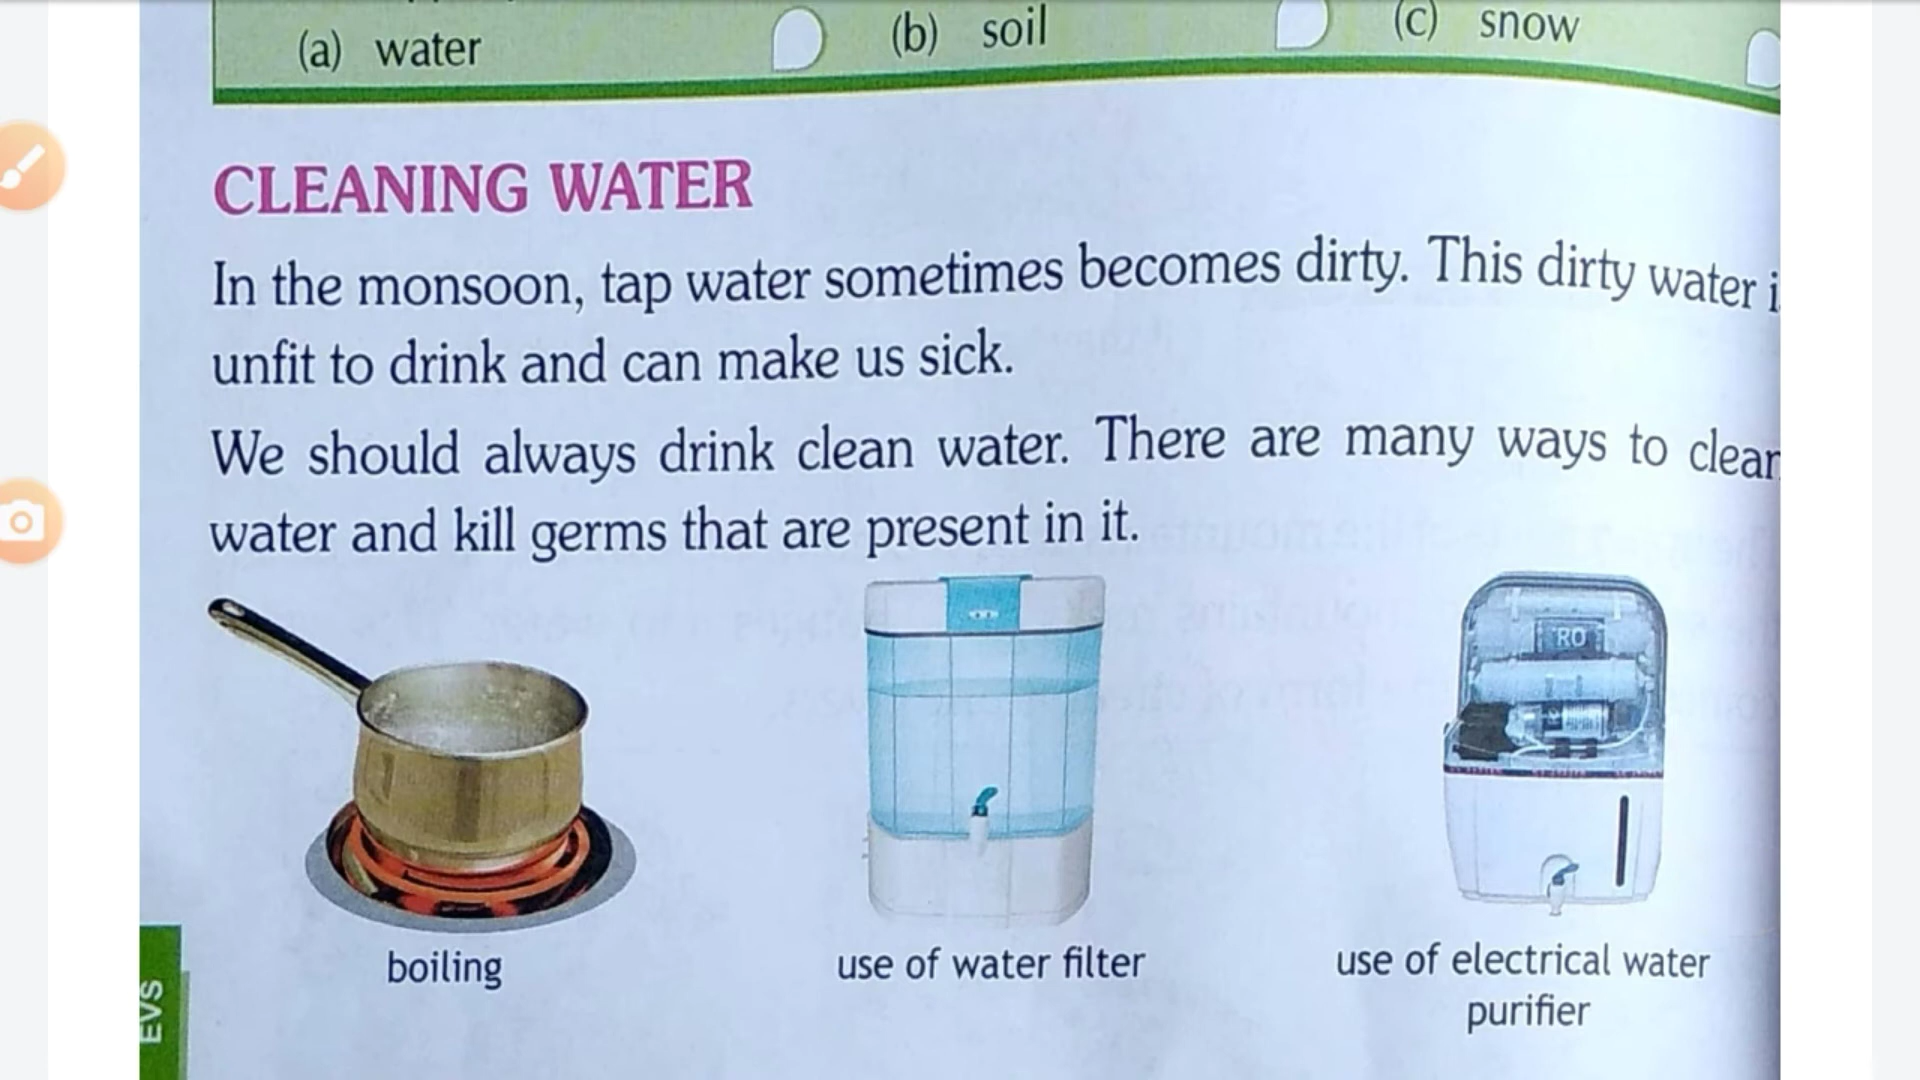 (a) water (b) soil (c) snow
CLEANING WATER
In the monsoon, tap water sometimes becomes dirty. This dirty water
unfit to drink and can make us sick.
We should always drink clean water. There are many ways to clean
water and kill germs that are present in it.
RO
boiling
use of water filter
use of electrical water
purifier
EVS